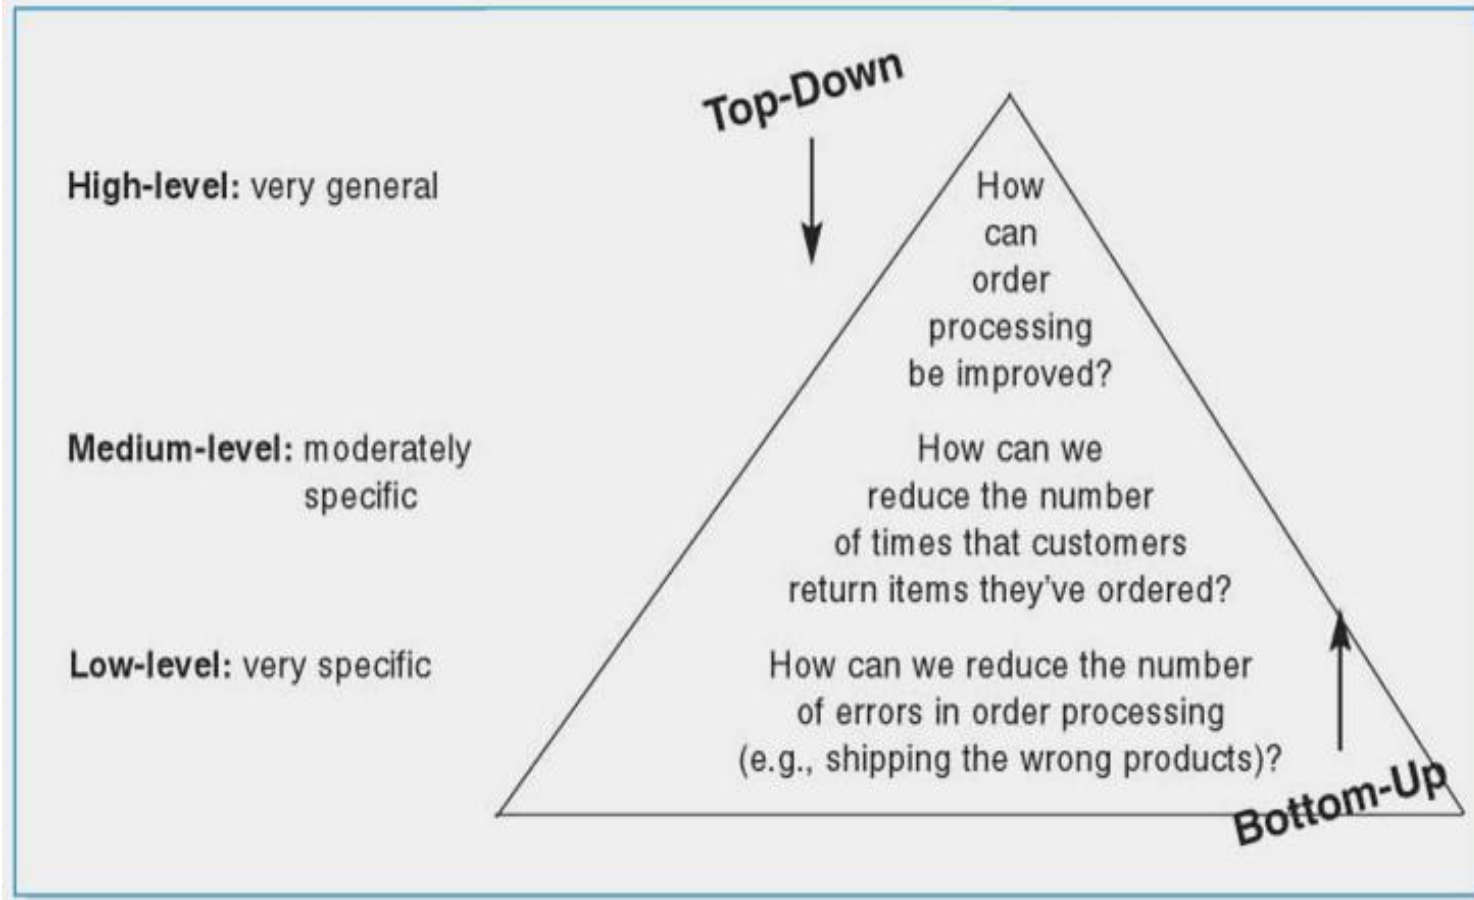 Top-Down
High-level: very general
How
can
order
processing
be improved?
Medium-level: moderately
specific
How can we
reduce the number
of times that customers
return items they've ordered?
Low-level: very specific
How can we reduce the number
of errors in order processing
(e.g., shipping the wrong products)?
Bottom-Up